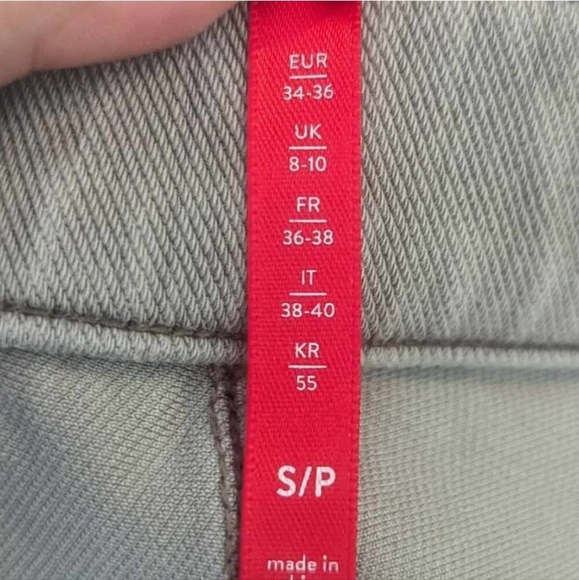 EUR
34-36
UK
8-10
FR
36-38
IT
38-40
KR
55
S/P
made in